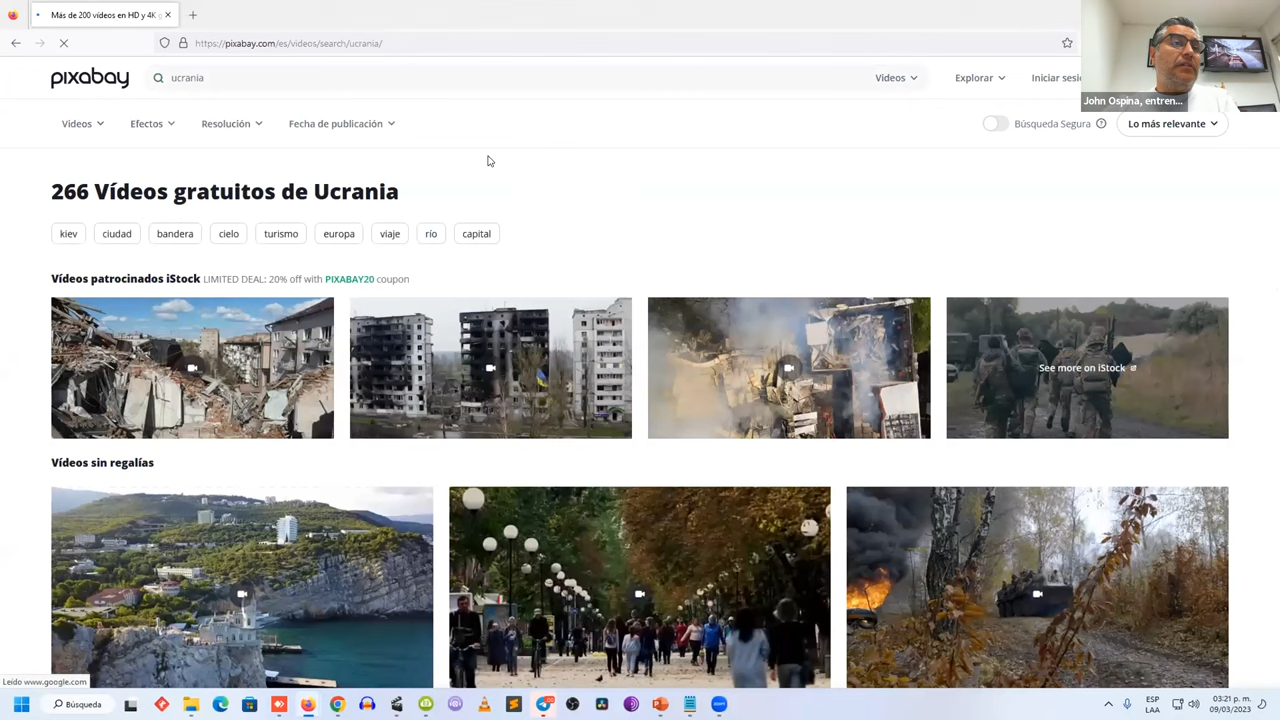 Más de 200 vídeos en HD y 4K
https://pixabay.com/es/videos/search/ucrania/
pixabay
ucrania
Videos
Explorar
Iniciar sesi
John Ospina, entren...
Videos
Efectos
Resolución
Fecha de publicación
Búsqueda Segura
Lo más relevante
266 Vídeos gratuitos de Ucrania
kiev
ciudad
bandera
cielo
turismo
europa
viaje
río
capital
Vídeos patrocinados iStock LIMITED DEAL: 20% off with PIXABAY20 coupon
See more on iStock
Vídeos sin regalías
Leído www.google.com
Búsqueda
ESP
LAA
03:21 p. m.
09/03/2023